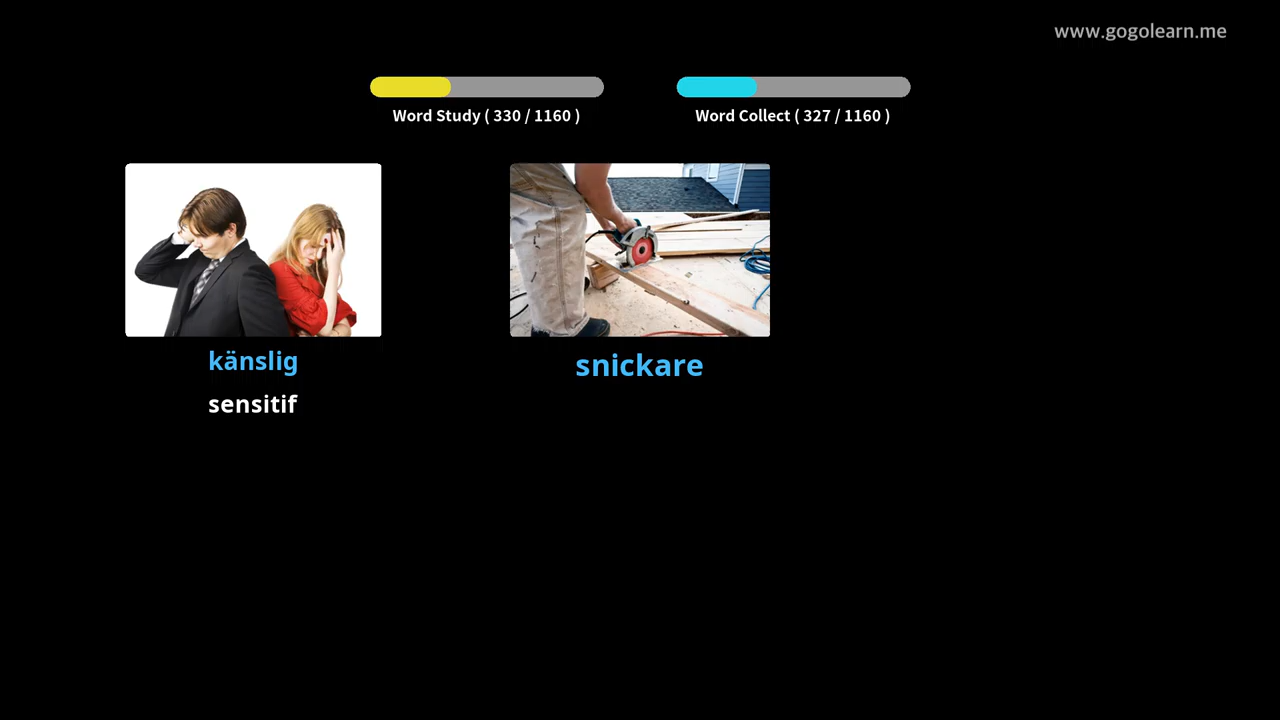 www.gogolearn.me
Word Study ( 330 / 1160 )
Word Collect ( 327 / 1160 )
känslig
sensitif
snickare